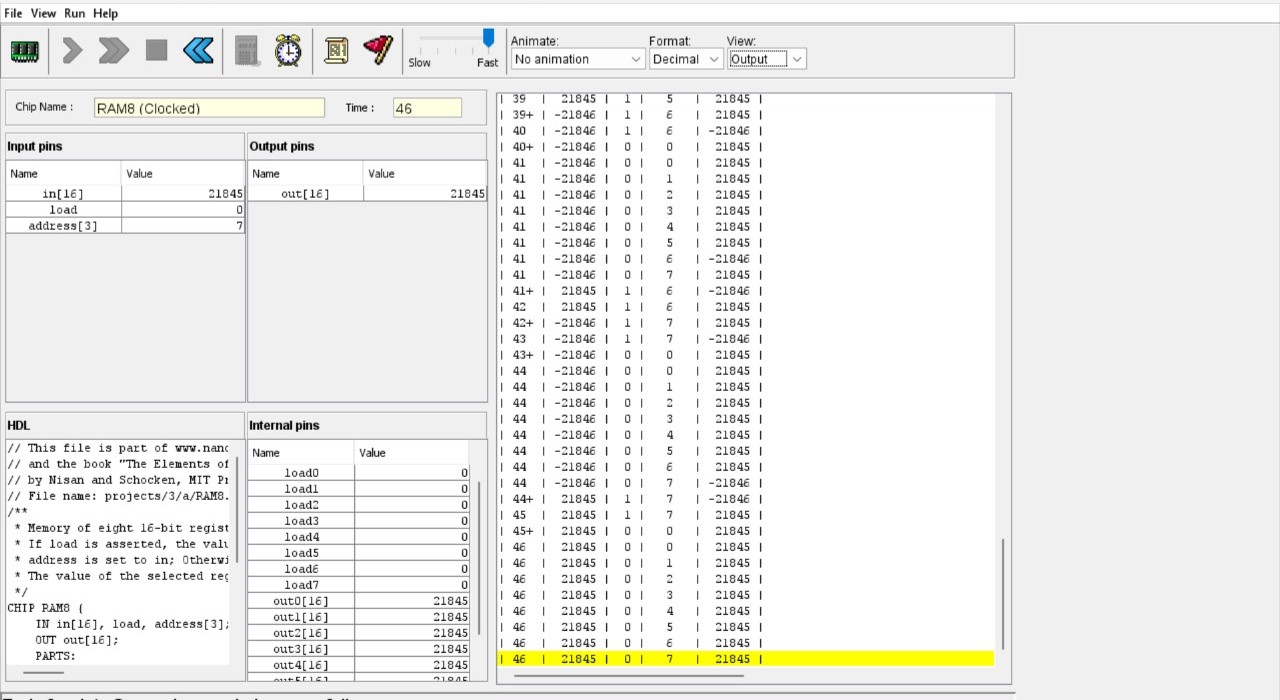 File View Run Help
Animate: Format: View:
Slow Fast No animation Decimal Output
Chip Name : RAM8 (Clocked) Time : 46
Input pins
Name Value
in[16] 21845
load 0
address[3] 7
Output pins
Name Value
out[16] 21845
HDL
// This file is part of www.nand
// and the book "The Elements of
// by Nisan and Schocken, MIT Pr
// File name: projects/3/a/RAM8.
/**
* Memory of eight 16-bit regist
* If load is asserted, the valu
* address is set to in; Otherwi
* The value of the selected reg
*/
CHIP RAM8 {
IN in[16], load, address[3];
OUT out[16];
PARTS:
Internal pins
Name Value
load0 0
load1 0
load2 0
load3 0
load4 0
load5 0
load6 0
load7 0
out0[16] 21845
out1[16] 21845
out2[16] 21845
out3[16] 21845
out4[16] 21845
out5[16] 21845
| 39 | 21845 | 1 | 5 | 21845 |
| 39+ | -21846 | 1 | 6 | 21845 |
| 40 | -21846 | 1 | 6 | -21846 |
| 40+ | -21846 | 0 | 0 | 21845 |
| 41 | -21846 | 0 | 0 | 21845 |
| 41 | -21846 | 0 | 1 | 21845 |
| 41 | -21846 | 0 | 2 | 21845 |
| 41 | -21846 | 0 | 3 | 21845 |
| 41 | -21846 | 0 | 4 | 21845 |
| 41 | -21846 | 0 | 5 | 21845 |
| 41 | -21846 | 0 | 6 | -21846 |
| 41 | -21846 | 0 | 7 | 21845 |
| 41+ | 21845 | 1 | 6 | -21846 |
| 42 | 21845 | 1 | 6 | 21845 |
| 42+ | -21846 | 1 | 7 | 21845 |
| 43 | -21846 | 1 | 7 | -21846 |
| 43+ | -21846 | 0 | 0 | 21845 |
| 44 | -21846 | 0 | 0 | 21845 |
| 44 | -21846 | 0 | 1 | 21845 |
| 44 | -21846 | 0 | 2 | 21845 |
| 44 | -21846 | 0 | 3 | 21845 |
| 44 | -21846 | 0 | 4 | 21845 |
| 44 | -21846 | 0 | 5 | 21845 |
| 44 | -21846 | 0 | 6 | 21845 |
| 44 | -21846 | 0 | 7 | -21846 |
| 44+ | 21845 | 1 | 7 | -21846 |
| 45 | 21845 | 1 | 7 | 21845 |
| 45+ | 21845 | 0 | 0 | 21845 |
| 46 | 21845 | 0 | 0 | 21845 |
| 46 | 21845 | 0 | 1 | 21845 |
| 46 | 21845 | 0 | 2 | 21845 |
| 46 | 21845 | 0 | 3 | 21845 |
| 46 | 21845 | 0 | 4 | 21845 |
| 46 | 21845 | 0 | 5 | 21845 |
| 46 | 21845 | 0 | 6 | 21845 |
| 46 | 21845 | 0 | 7 | 21845 |